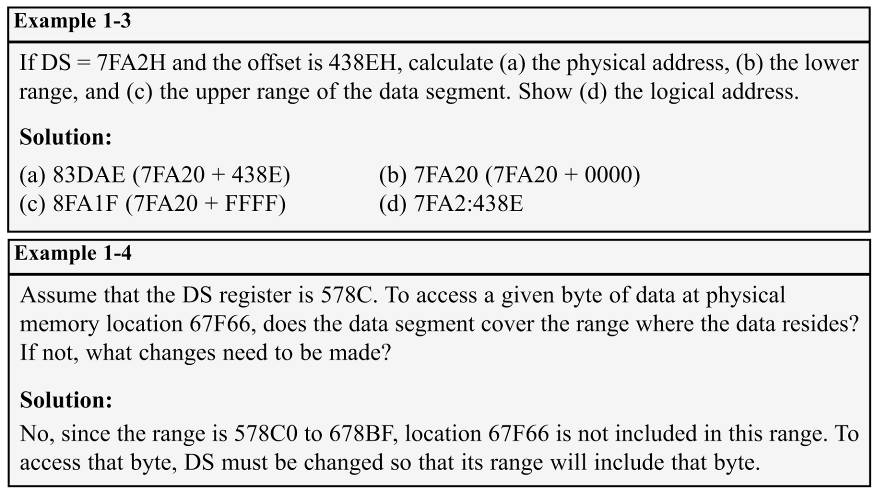 Example 1-3
If DS = 7FA2H and the offset is 438EH, calculate (a) the physical address, (b) the lower
range, and (c) the upper range of the data segment. Show (d) the logical address.
Solution:
(a) 83DAE (7FA20 + 438E) (b) 7FA20 (7FA20 + 0000)
(c) 8FA1F (7FA20 + FFFF) (d) 7FA2:438E
Example 1-4
Assume that the DS register is 578C. To access a given byte of data at physical
memory location 67F66, does the data segment cover the range where the data resides?
If not, what changes need to be made?
Solution:
No, since the range is 578C0 to 678BF, location 67F66 is not included in this range. To
access that byte, DS must be changed so that its range will include that byte.